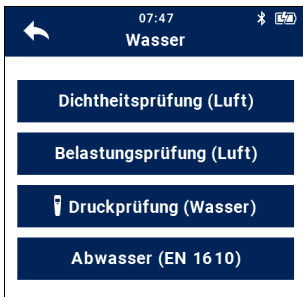 07:47
Wasser
Dichtheitsprüfung (Luft)
Belastungsprüfung (Luft)
Druckprüfung (Wasser)
Abwasser (EN 1610)